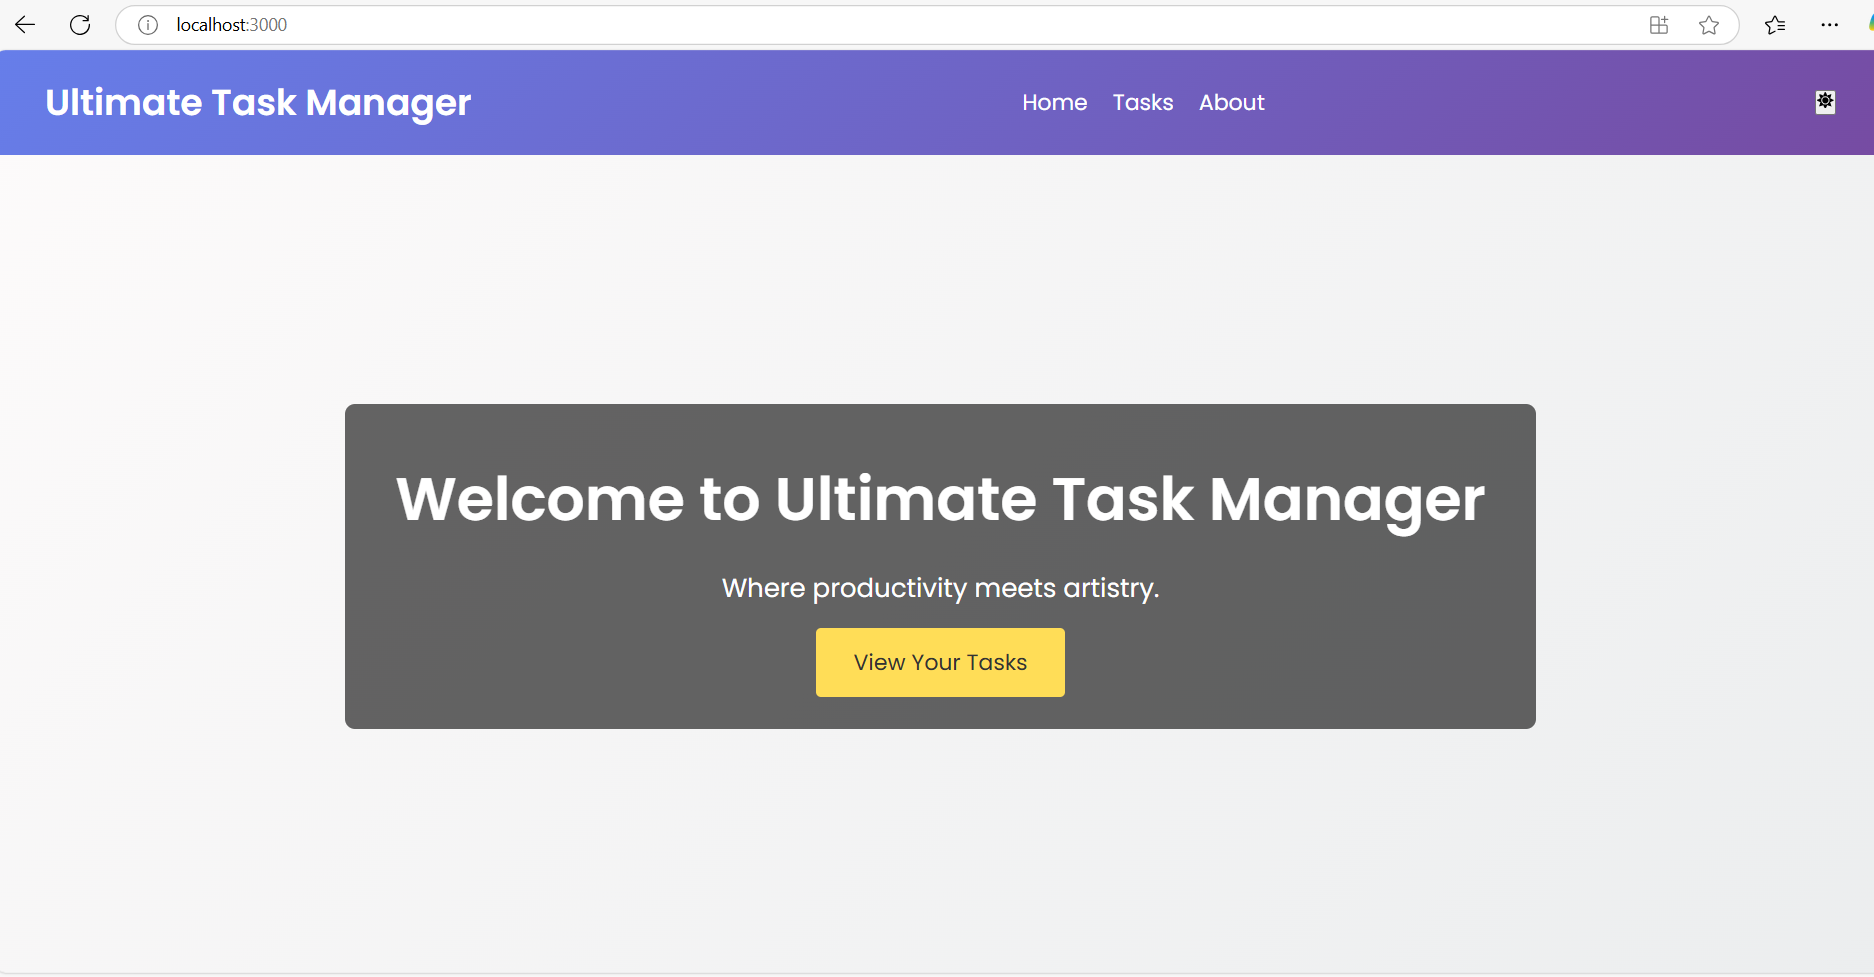 localhost:3000
Ultimate Task Manager
Home Tasks About
Welcome to Ultimate Task Manager
Where productivity meets artistry.
View Your Tasks